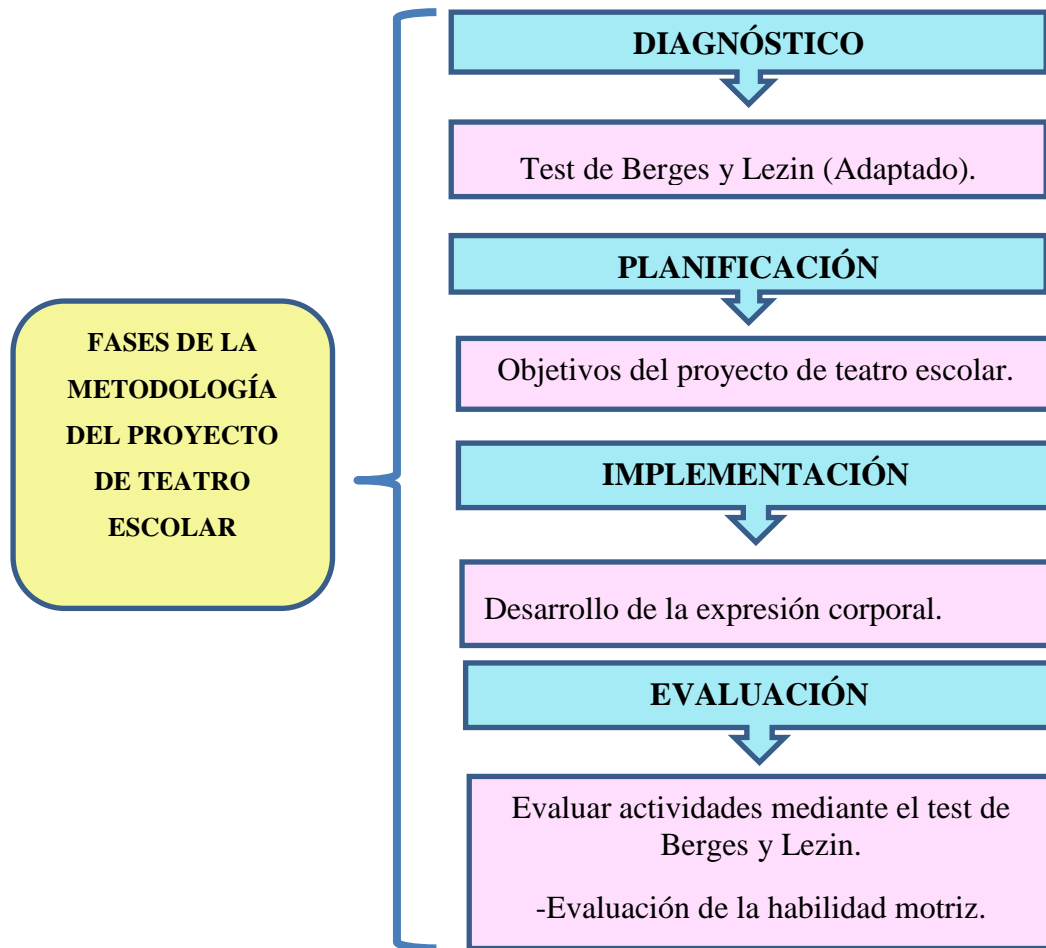 FASES DE LA
METODOLOGÍA
DEL PROYECTO
DE TEATRO
ESCOLAR
DIAGNÓSTICO
Test de Berges y Lezin (Adaptado).
PLANIFICACIÓN
Objetivos del proyecto de teatro escolar.
IMPLEMENTACIÓN
Desarrollo de la expresión corporal.
EVALUACIÓN
Evaluar actividades mediante el test de
Berges y Lezin.
-Evaluación de la habilidad motriz.